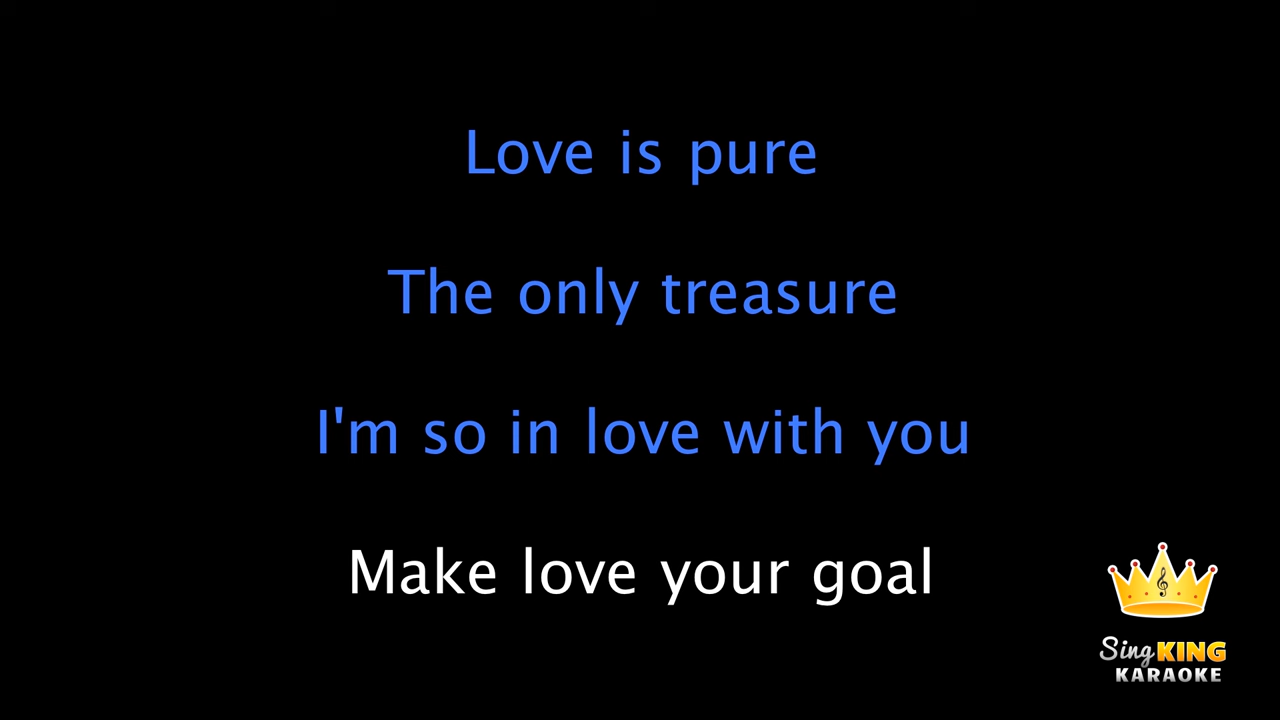 Love is pure
The only treasure
I'm so in love with you
Make love your goal
Sing KING
KARAOKE